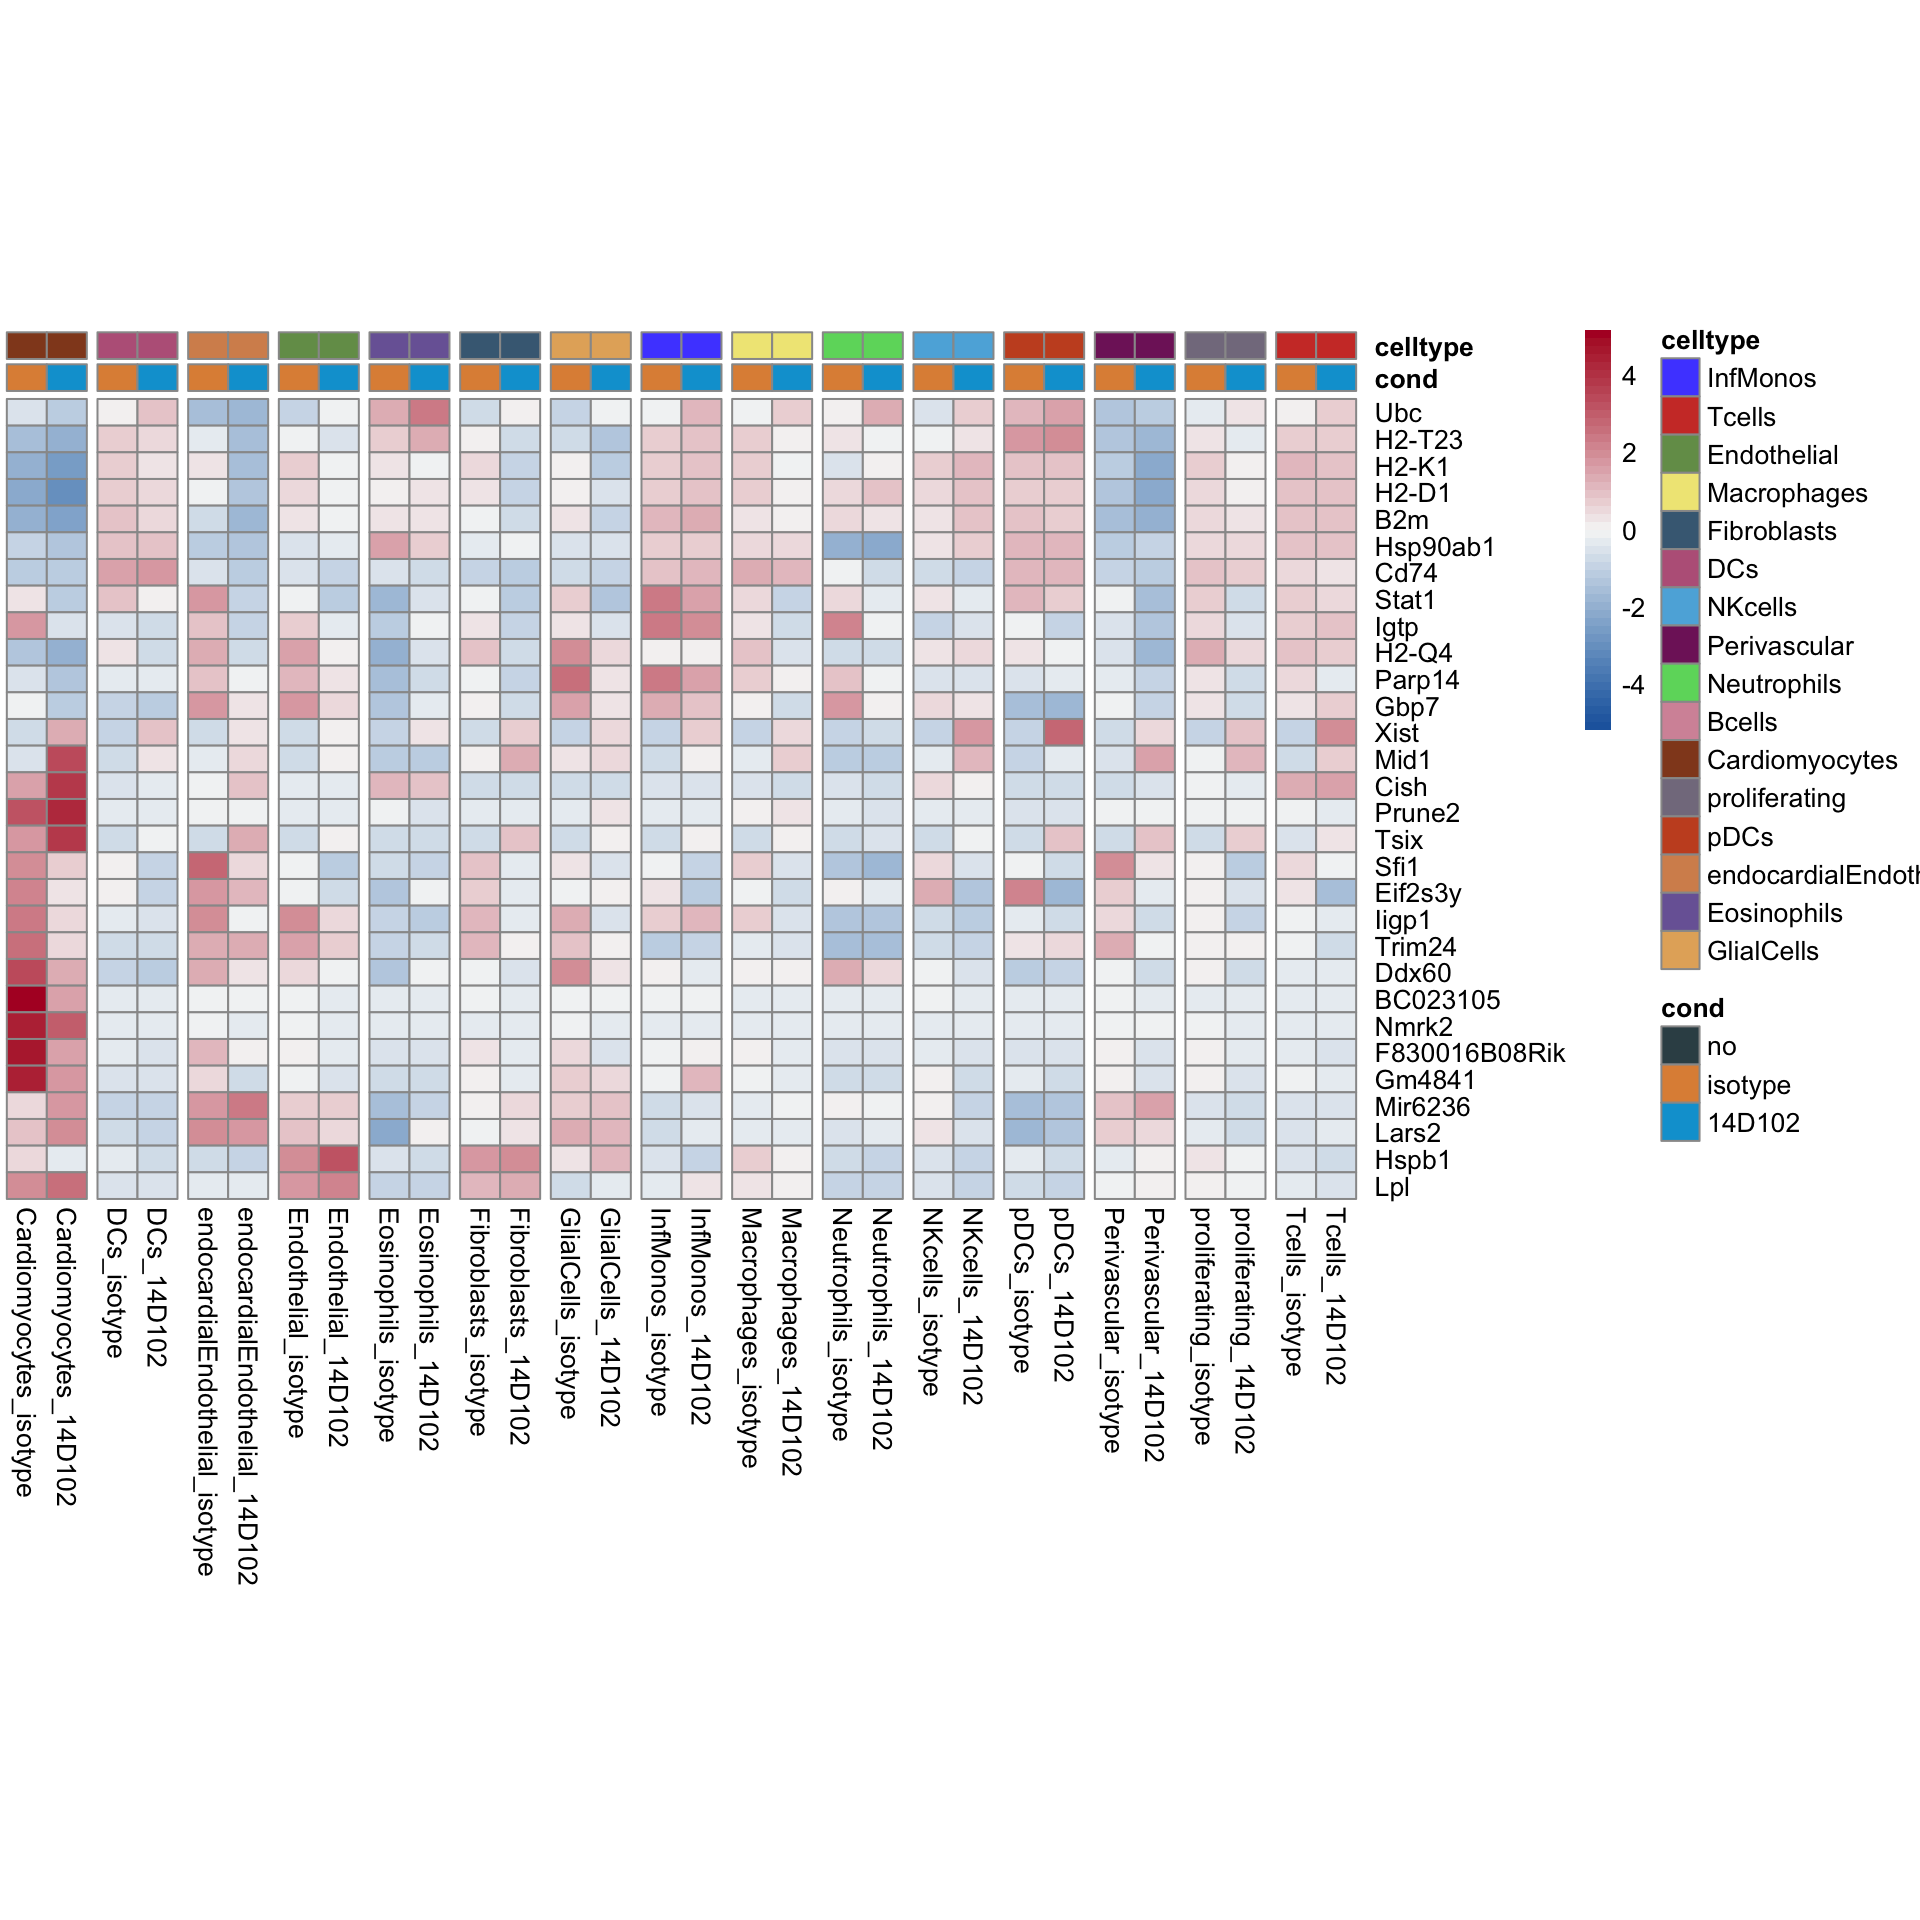 celltype
cond
Ubc
H2-T23
H2-K1
H2-D1
B2m
Hsp90ab1
Cd74
Stat1
Igtp
H2-Q4
Parp14
Gbp7
Xist
Mid1
Cish
Prune2
Tsix
Sfi1
Eif2s3y
Iigp1
Trim24
Ddx60
BC023105
Nmrk2
F830016B08Rik
Gm4841
Mir6236
Lars2
Hspb1
Lpl
Cardiomyocytes_isotype
Cardiomyocytes_14D102
DCs_isotype
DCs_14D102
endocardialEndothelial_isotype
endocardialEndothelial_14D102
Endothelial_isotype
Endothelial_14D102
Eosinophils_isotype
Eosinophils_14D102
Fibroblasts_isotype
Fibroblasts_14D102
GlialCells_isotype
GlialCells_14D102
InfMonos_isotype
InfMonos_14D102
Macrophages_isotype
Macrophages_14D102
Neutrophils_isotype
Neutrophils_14D102
NKcells_isotype
NKcells_14D102
pDCs_isotype
pDCs_14D102
Perivascular_isotype
Perivascular_14D102
proliferating_isotype
proliferating_14D102
Tcells_isotype
Tcells_14D102
4
2
0
-2
-4
celltype
InfMonos
Tcells
Endothelial
Macrophages
Fibroblasts
DCs
NKcells
Perivascular
Neutrophils
Bcells
Cardiomyocytes
proliferating
pDCs
endocardialEndoth
Eosinophils
GlialCells
cond
no
isotype
14D102